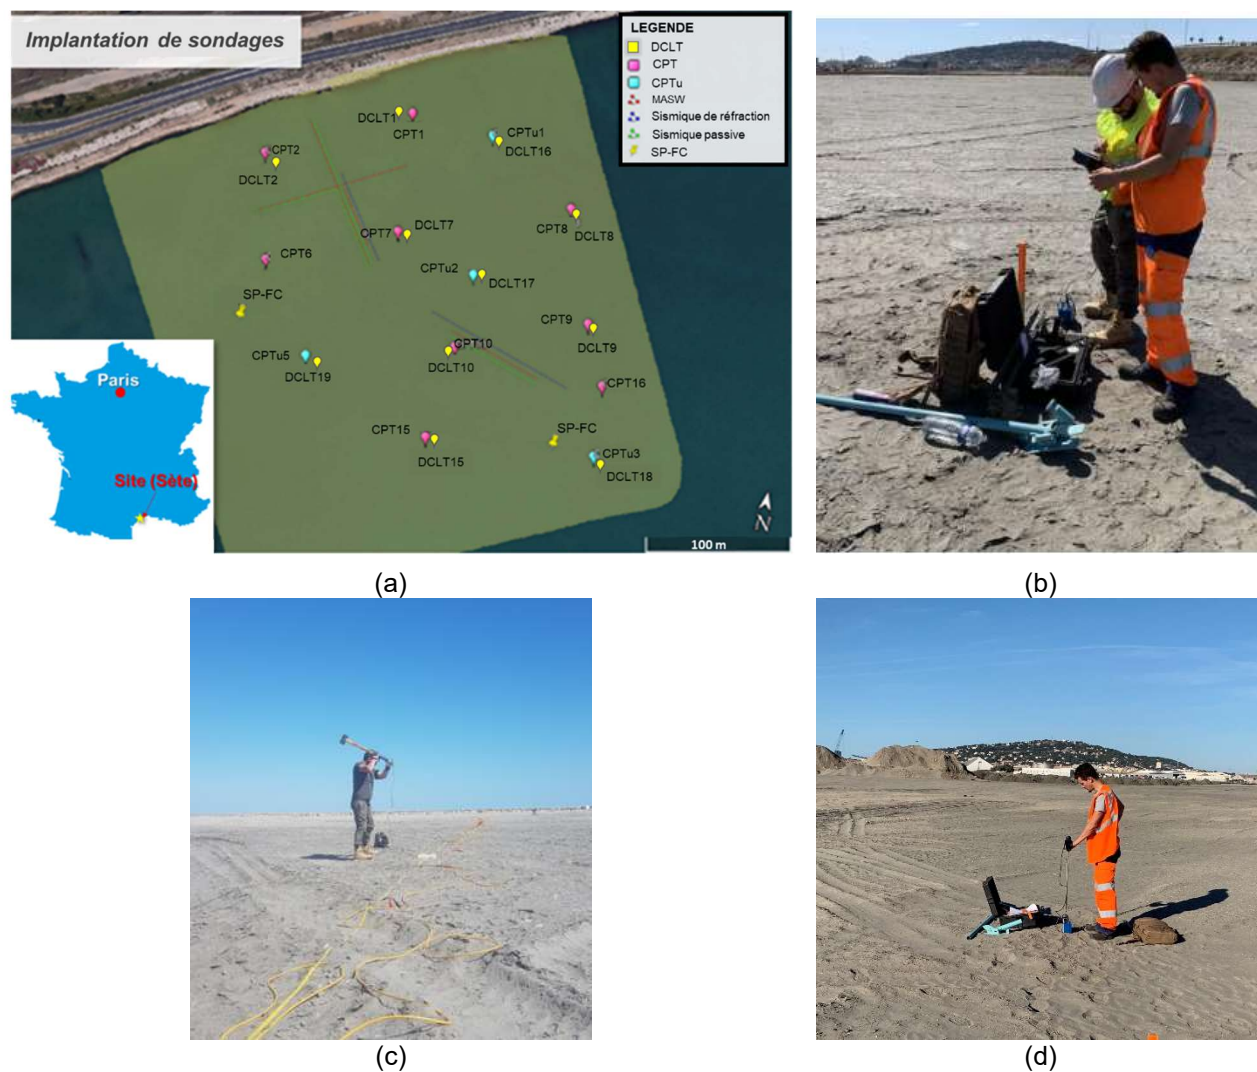 Implantation de sondages
LEGENDE
DCLT
CPT
CPTu
MASW
Sismique de réfraction
Sismique passive
SP-FC
DCLT1
CPT1
CPTu1
DCLT16
CPT2
DCLT2
CPT8
DCLT8
CPT7
DCLT7
CPT6
CPTu2
DCLT17
SP-FC
CPT9
DCLT9
CPTu5
DCLT19
CPT10
DCLT10
CPT16
CPT15
DCLT15
SP-FC
CPTu3
DCLT18
Paris
Site (Sète)
N
100 m
(a)
(b)
(c)
(d)